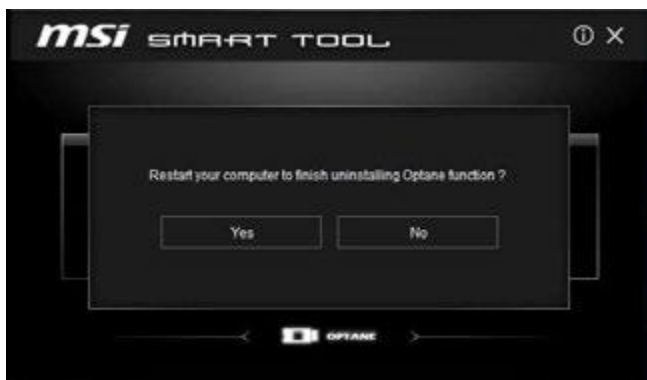 msi SMART TOOL
Restart your computer to finish uninstalling Optane function ?
Yes No
OPTANE